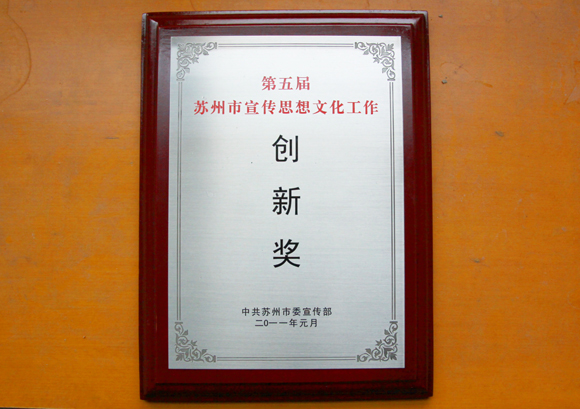 第五届
苏州市宣传思想文化工作
创
新
奖
中共苏州市委宣传部
二0一一年元月